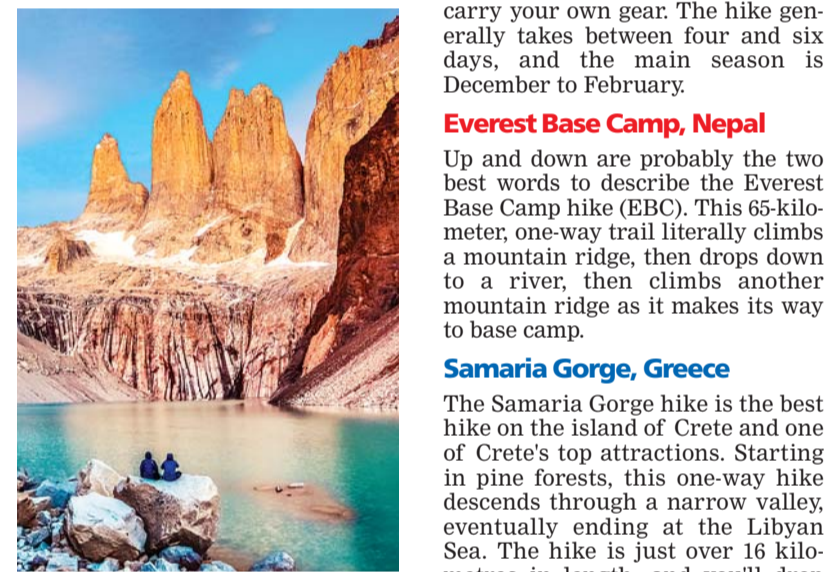 carry your own gear. The hike gen-
erally takes between four and six
days, and the main season is
December to February.
Everest Base Camp, Nepal
Up and down are probably the two
best words to describe the Everest
Base Camp hike (EBC). This 65-kilo-
meter, one-way trail literally climbs
a mountain ridge, then drops down
to a river, then climbs another
mountain ridge as it makes its way
to base camp.
Samaria Gorge, Greece
The Samaria Gorge hike is the best
hike on the island of Crete and one
of Crete's top attractions. Starting
in pine forests, this one-way hike
descends through a narrow valley,
eventually ending at the Libyan
Sea. The hike is just over 16 kilo-